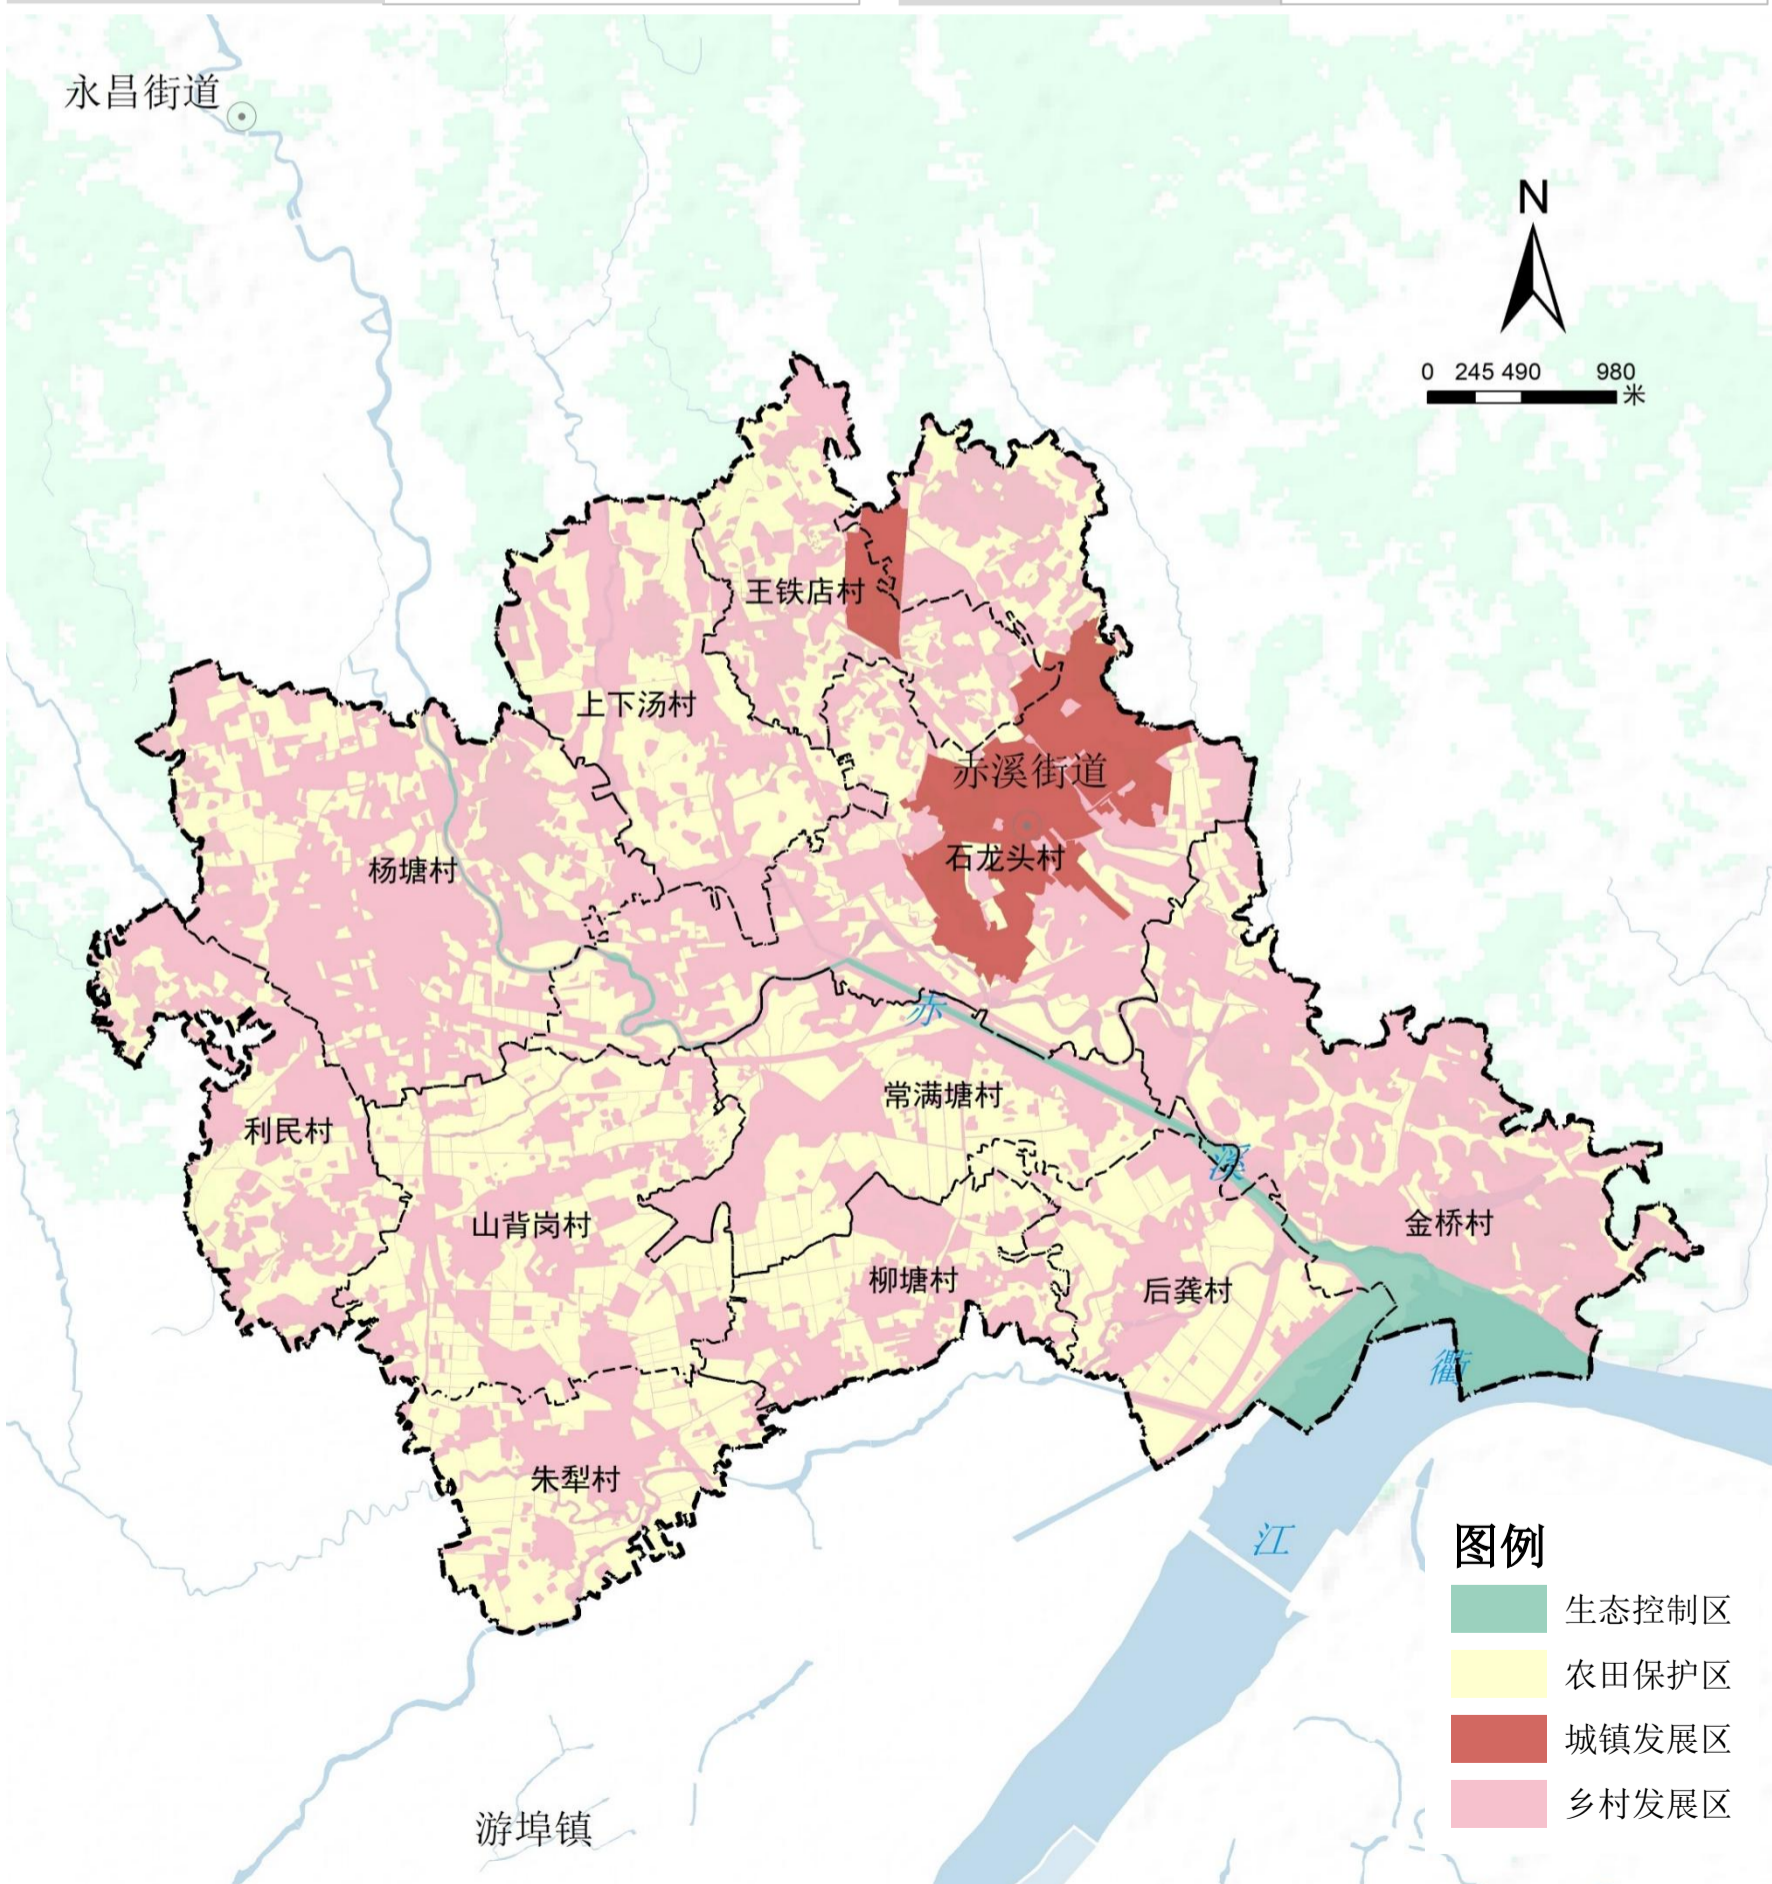 永昌街道
N
0 245 490 980
米
王铁店村
上下汤村
赤溪街道
石龙头村
杨塘村
赤
常满塘村
利民村
溪
山背岗村
金桥村
柳塘村
后龚村
衢
朱犁村
江
图例
生态控制区
农田保护区
城镇发展区
乡村发展区
游埠镇